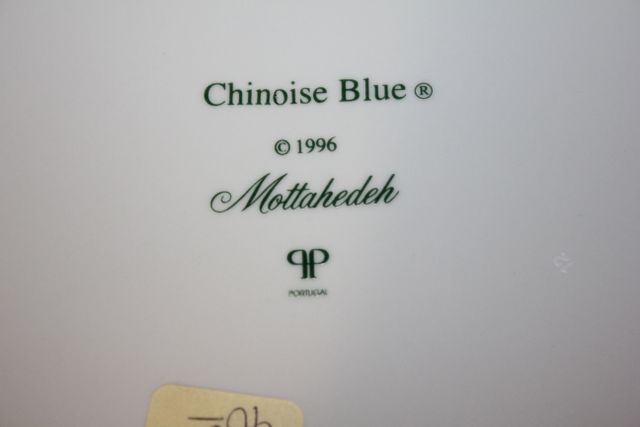 Chinoise Blue ®
© 1996
Mottahedeh
PORTUGAL